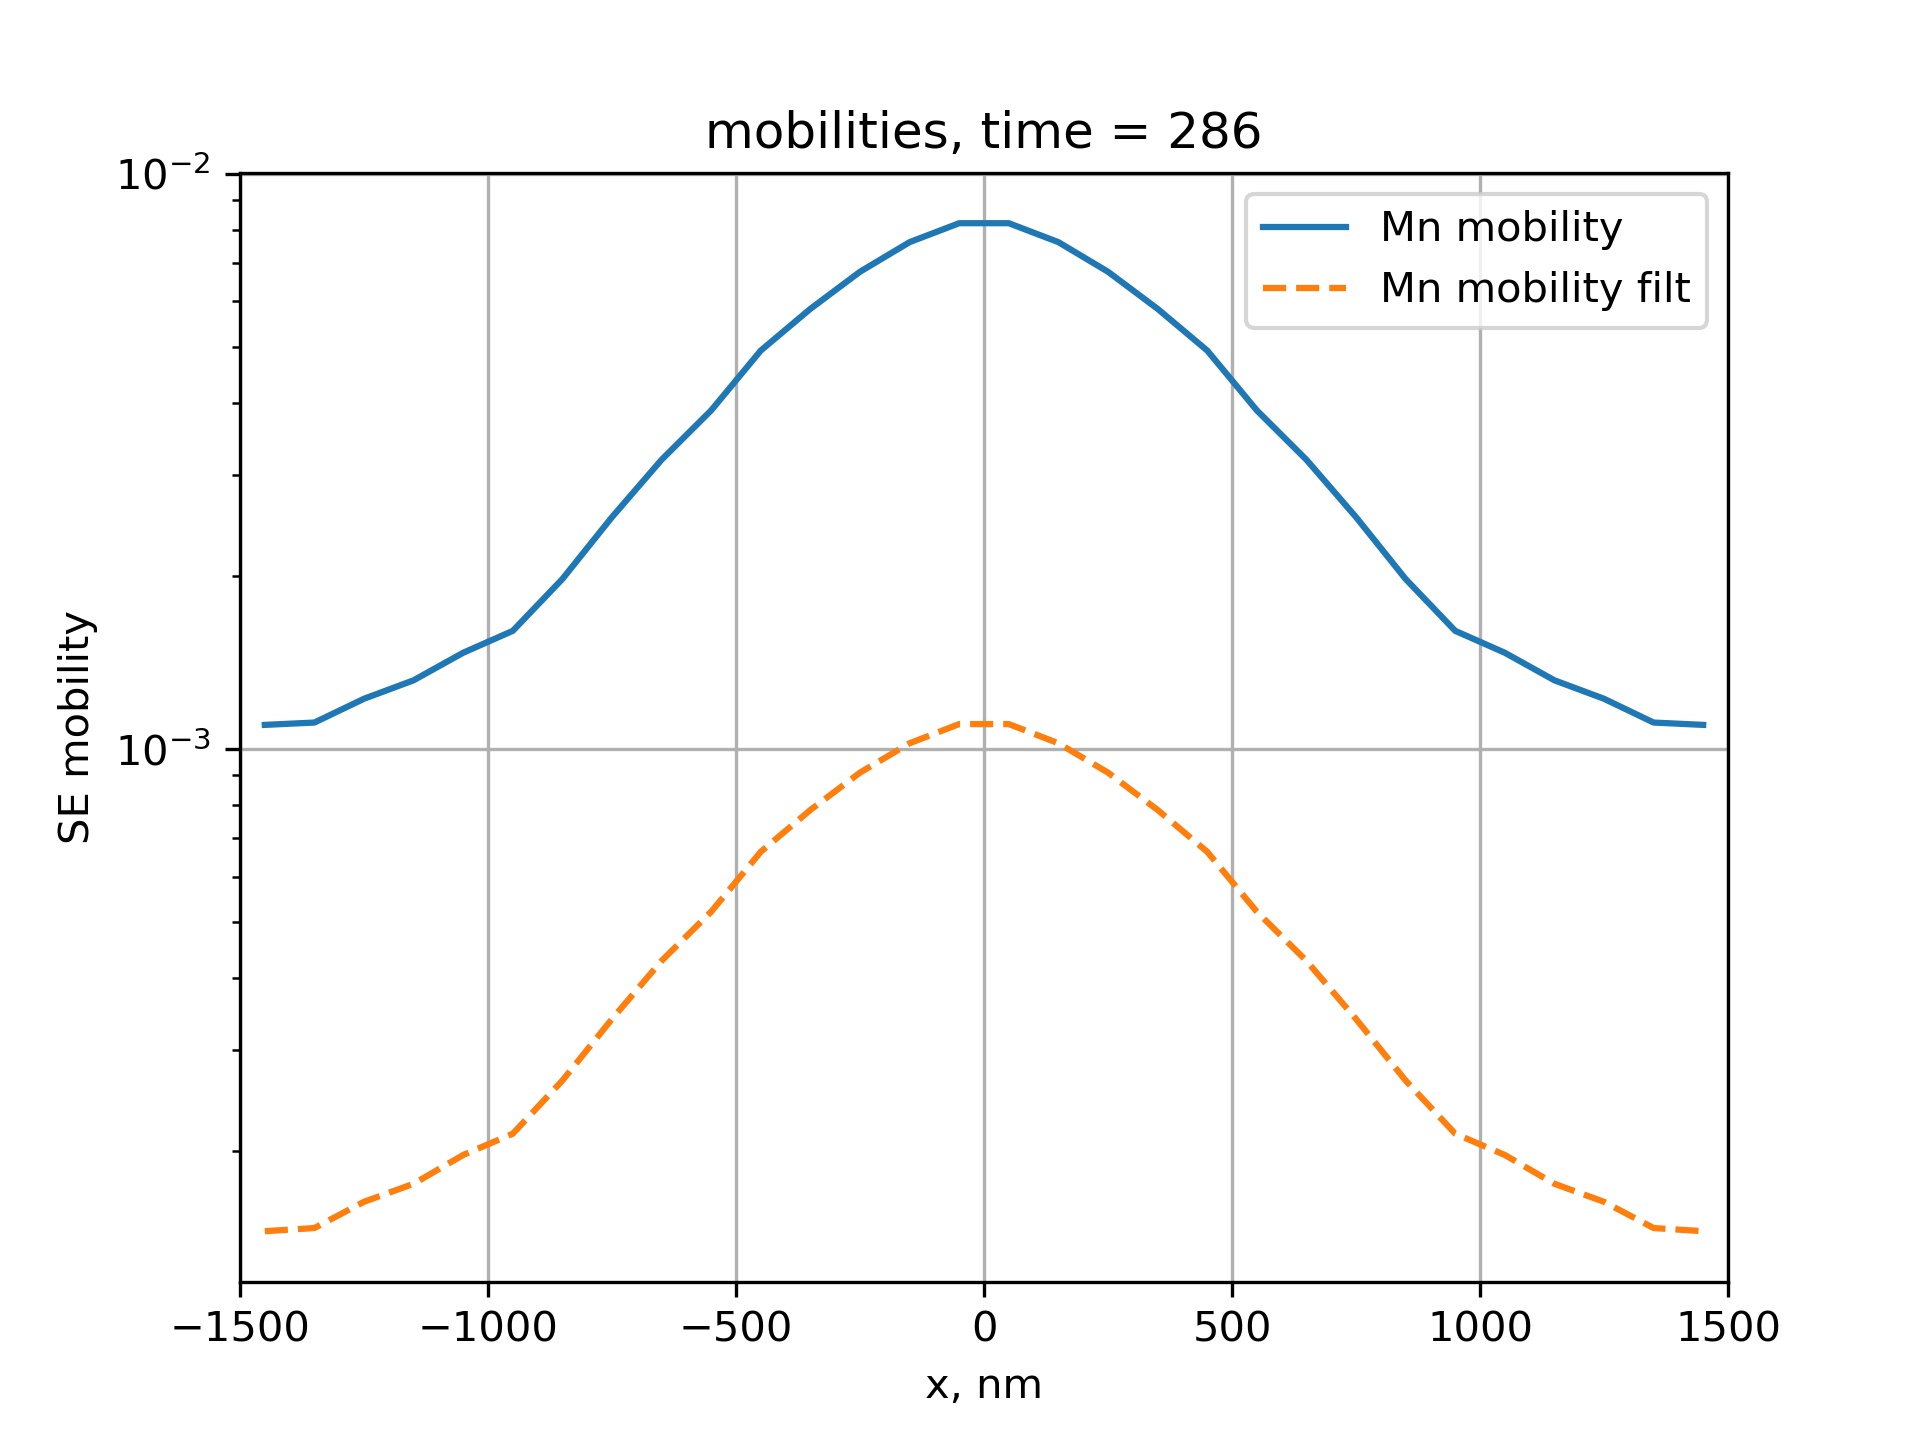 mobilities, time = 286
10⁻²
10⁻³
SE mobility
Mn mobility
Mn mobility filt
−1500 −1000 −500 0 500 1000 1500
x, nm